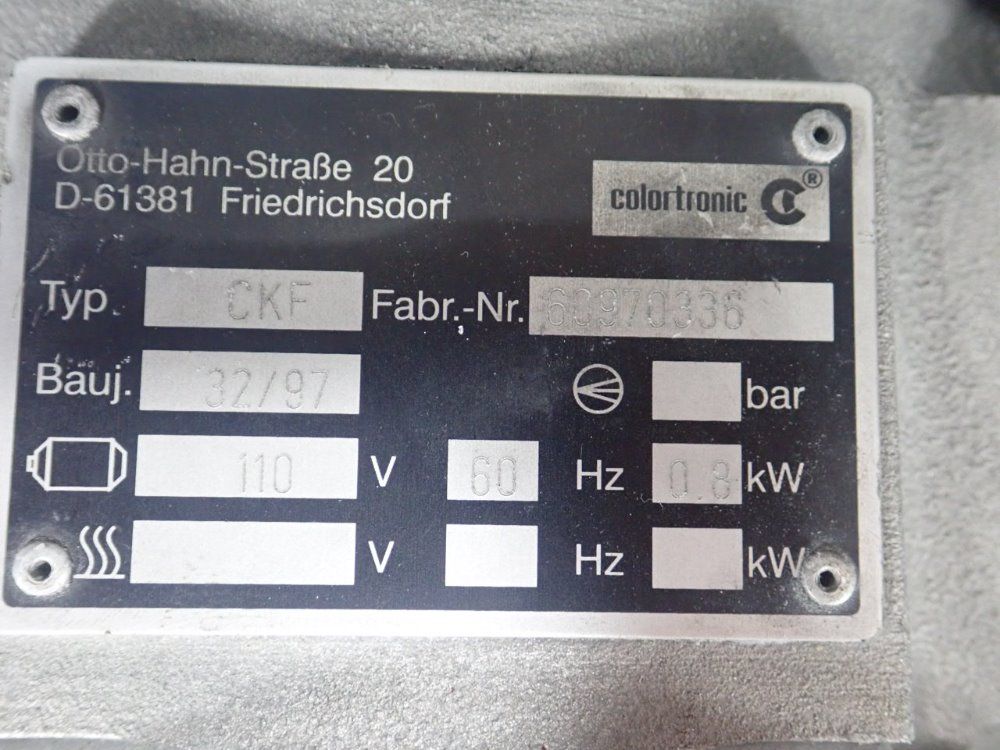 Otto-Hahn-Straße 20
D-61381 Friedrichsdorf
colortronic ®
Typ CKF Fabr.-Nr. 60970336
Bauj. 32/97 bar
110 V 60 Hz 0.8 kW
V Hz kW